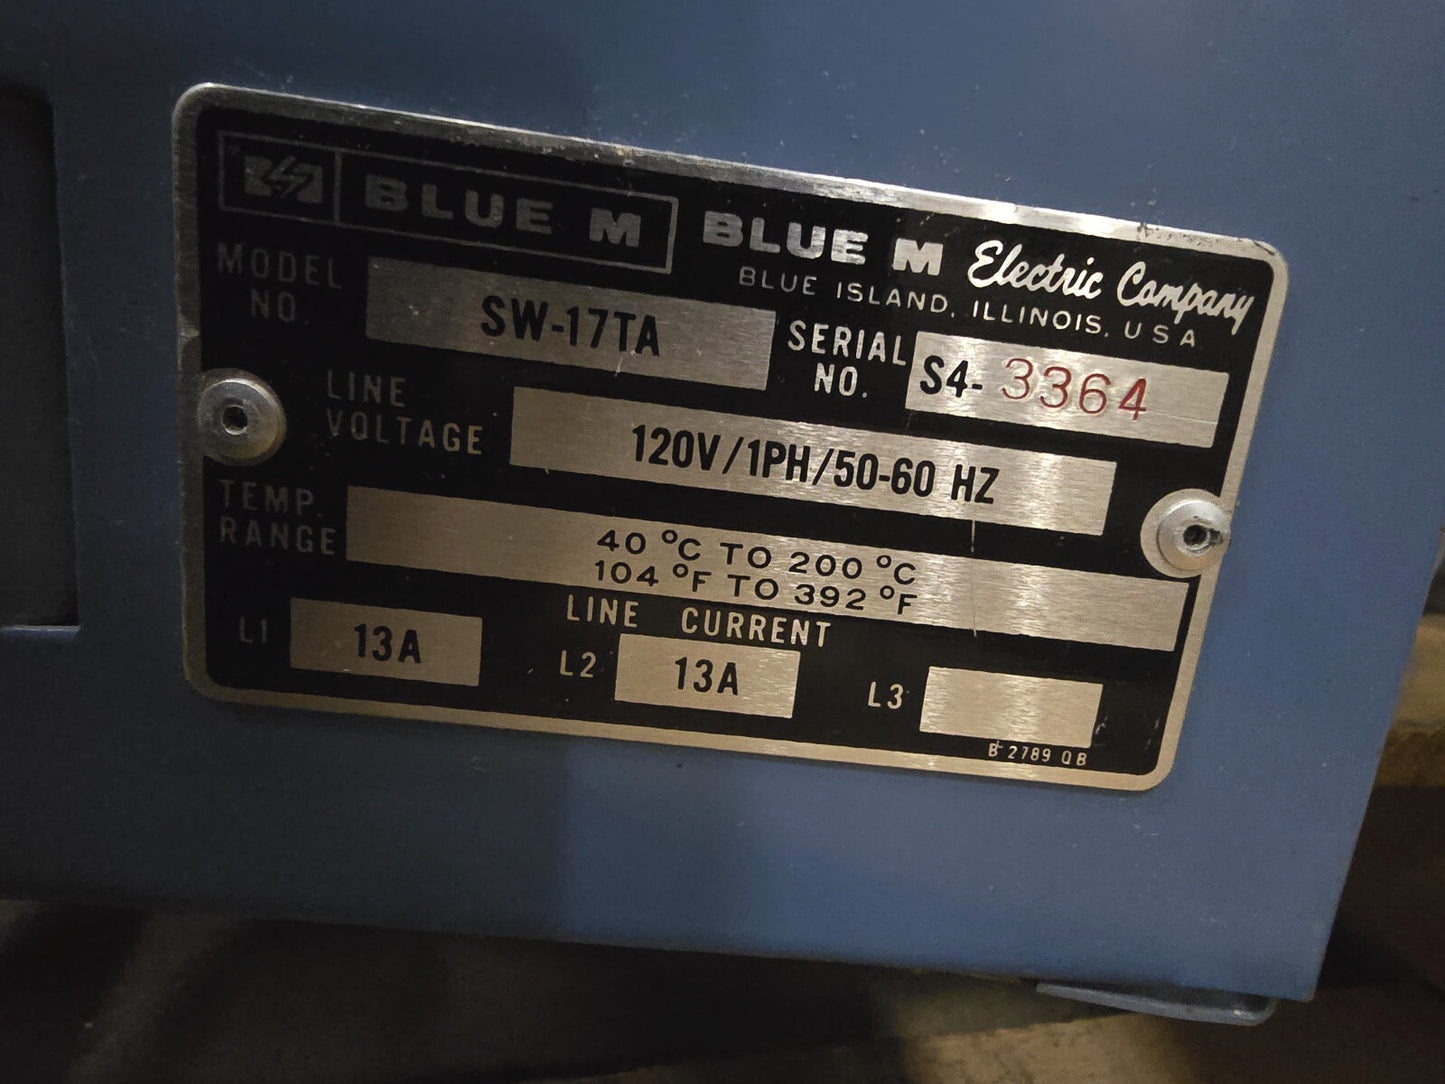 BLUE M
BLUE M Electric Company
BLUE ISLAND, ILLINOIS, USA
MODEL NO. SW-17TA
SERIAL NO. S4-3364
LINE VOLTAGE 120V/1PH/50-60 HZ
TEMP. RANGE 40 °C TO 200 °C
104 °F TO 392 °F
LINE CURRENT
L1 13A
L2 13A
L3
B 2789 QB